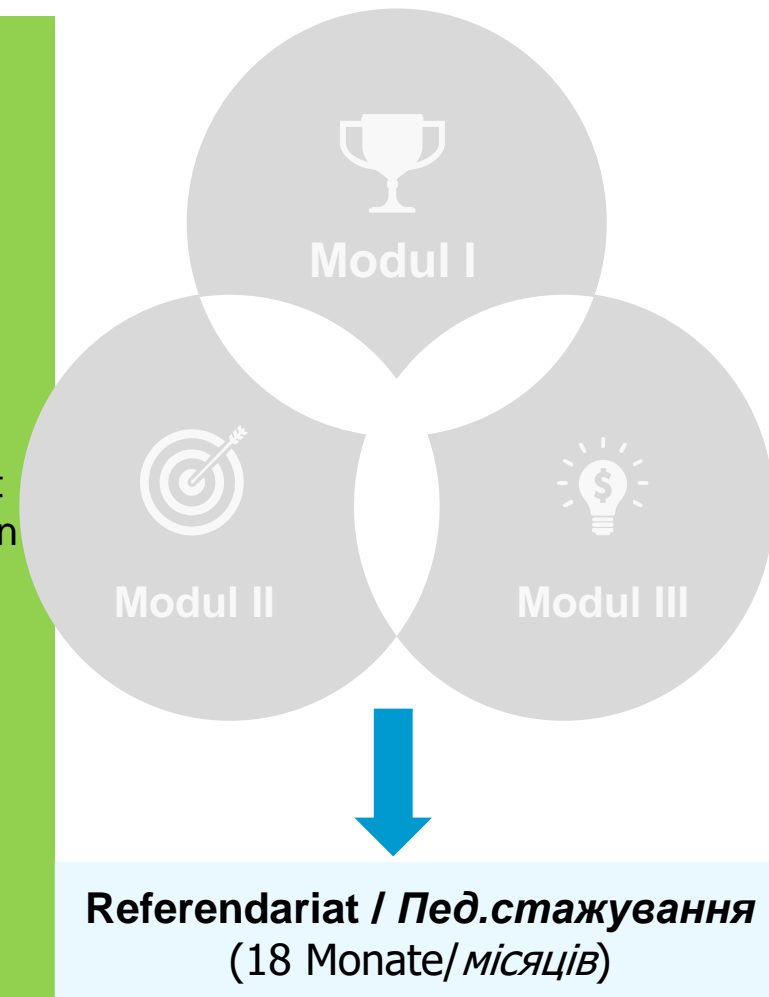 Modul I
Modul II
Modul III
Referendariat / Пед.стажування
(18 Monate/місяців)